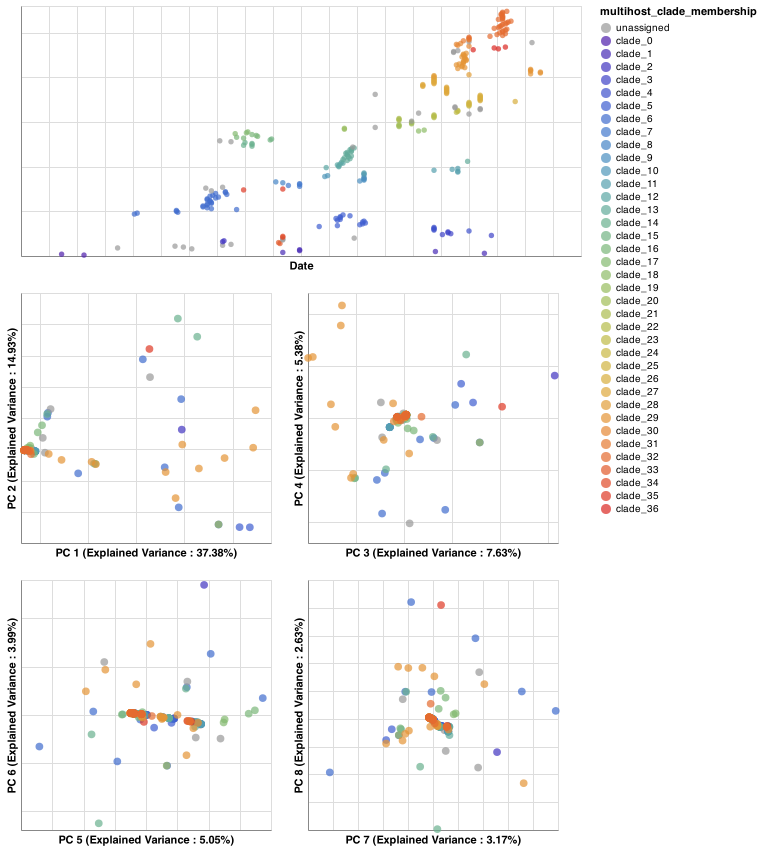 multihost_clade_membership
unassigned
clade_0
clade_1
clade_2
clade_3
clade_4
clade_5
clade_6
clade_7
clade_8
clade_9
clade_10
clade_11
clade_12
clade_13
clade_14
clade_15
clade_16
clade_17
clade_18
clade_19
clade_20
clade_21
clade_22
clade_23
clade_24
clade_25
clade_26
clade_27
clade_28
clade_29
clade_30
clade_31
clade_32
clade_33
clade_34
clade_35
clade_36
Date
PC 2 (Explained Variance : 14.93%)
PC 1 (Explained Variance : 37.38%)
PC 4 (Explained Variance : 5.38%)
PC 3 (Explained Variance : 7.63%)
PC 6 (Explained Variance : 3.99%)
PC 5 (Explained Variance : 5.05%)
PC 8 (Explained Variance : 2.63%)
PC 7 (Explained Variance : 3.17%)